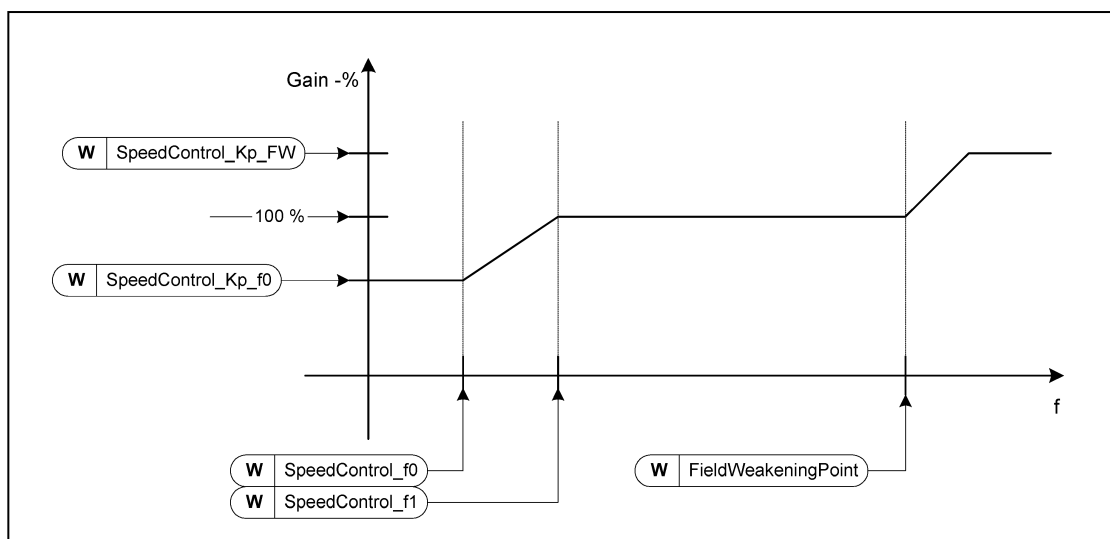 Gain -%
W SpeedControl_Kp_FW
100 %
W SpeedControl_Kp_f0
f
W SpeedControl_f0
W FieldWeakeningPoint
W SpeedControl_f1